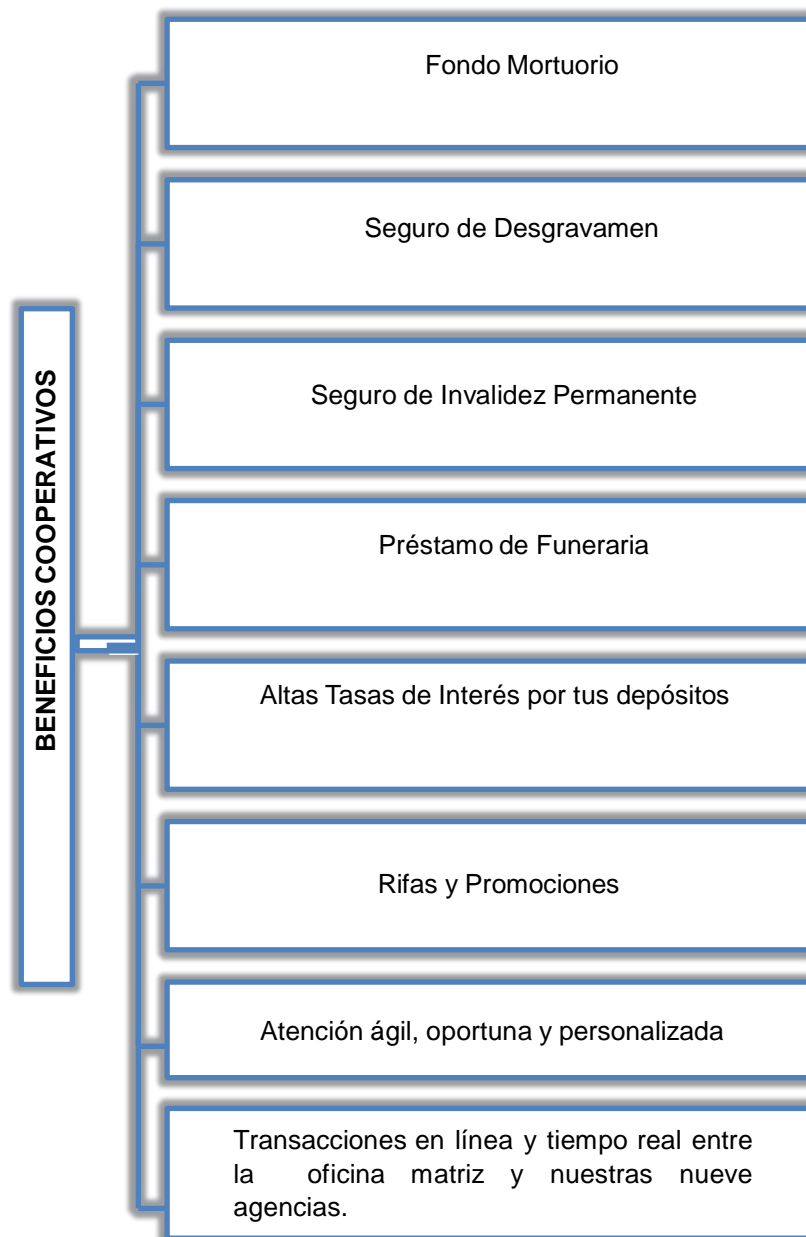 BENEFICIOS COOPERATIVOS
Fondo Mortuorio
Seguro de Desgravamen
Seguro de Invalidez Permanente
Préstamo de Funeraria
Altas Tasas de Interés por tus depósitos
Rifas y Promociones
Atención ágil, oportuna y personalizada
Transacciones en línea y tiempo real entre
la oficina matriz y nuestras nueve
agencias.